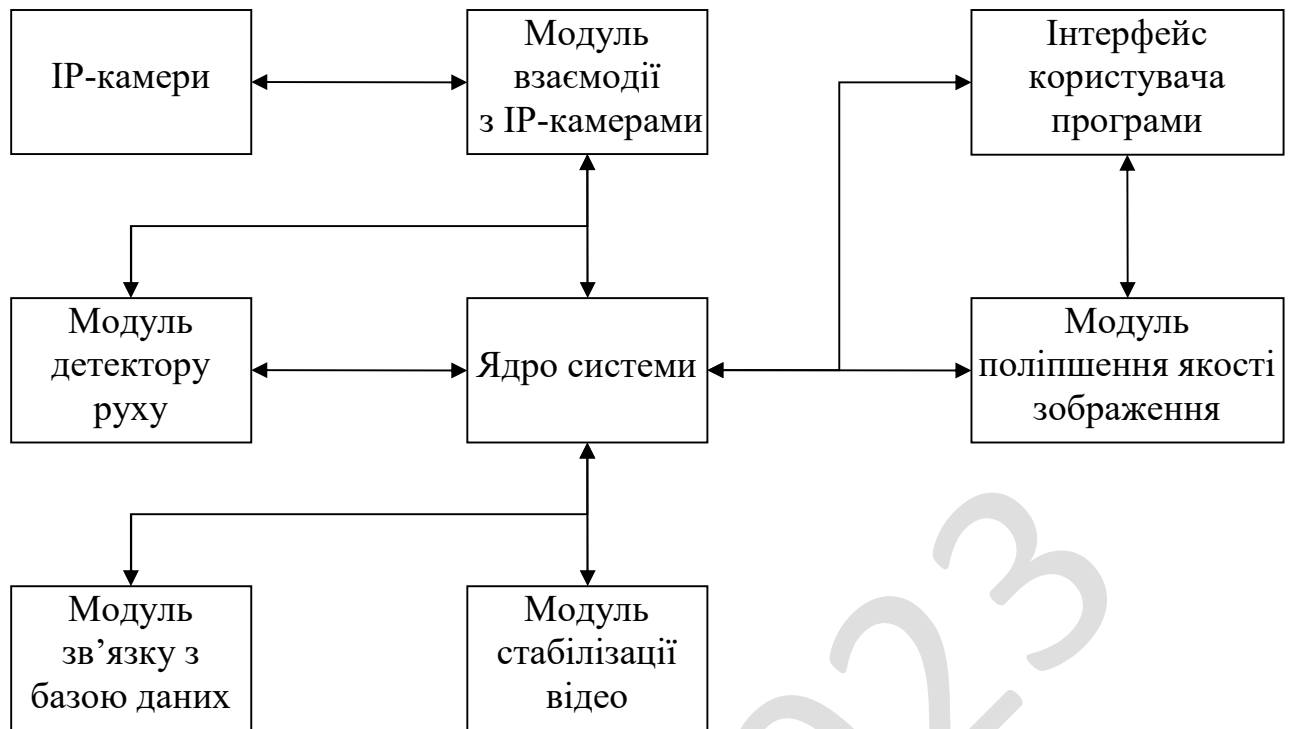 IP-камери
Модуль
взаємодії
з IP-камерами
Інтерфейс
користувача
програми
Модуль
детектору
руху
Ядро системи
Модуль
поліпшення якості
зображення
Модуль
зв’язку з
базою даних
Модуль
стабілізації
відео
23